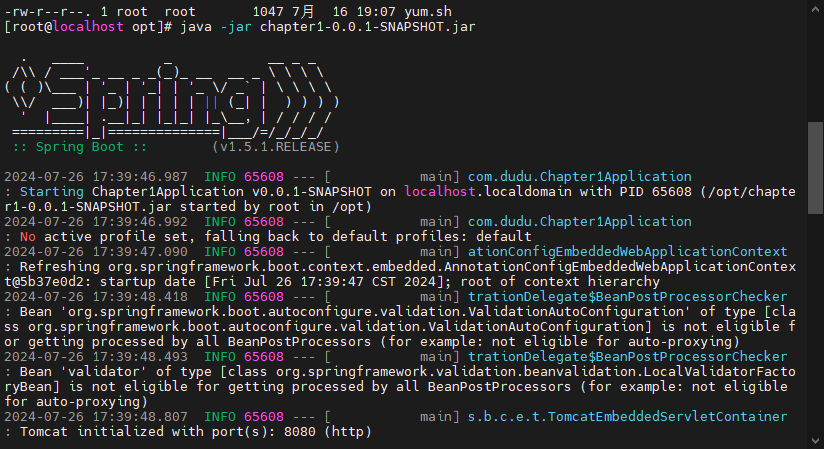 -rw-r--r--. 1 root  root       1047 7月  16 19:07 yum.sh
[root@localhost opt]# java -jar chapter1-0.0.1-SNAPSHOT.jar
  .   ____          _            __ _ _
 /\\ / ___'_ __ _ _(_)_ __  __ _ \ \ \ \
( ( )\___ | '_ | '_| | '_ \/ _` | \ \ \ \
 \\/  ___)| |_)| | | | | || (_| |  ) ) ) )
  '  |____| .__|_| |_|_| |_\__, | / / / /
 =========|_|==============|___/=/_/_/_/
 :: Spring Boot ::        (v1.5.1.RELEASE)
2024-07-26 17:39:46.987  INFO 65608 --- [           main] com.dudu.Chapter1Application
: Starting Chapter1Application v0.0.1-SNAPSHOT on localhost.localdomain with PID 65608 (/opt/chapte
r1-0.0.1-SNAPSHOT.jar started by root in /opt)
2024-07-26 17:39:46.992  INFO 65608 --- [           main] com.dudu.Chapter1Application
: No active profile set, falling back to default profiles: default
2024-07-26 17:39:47.090  INFO 65608 --- [           main] ationConfigEmbeddedWebApplicationContext
: Refreshing org.springframework.boot.context.embedded.AnnotationConfigEmbeddedWebApplicationContex
t@5b37e0d2: startup date [Fri Jul 26 17:39:47 CST 2024]; root of context hierarchy
2024-07-26 17:39:48.418  INFO 65608 --- [           main] trationDelegate$BeanPostProcessorChecker
: Bean 'org.springframework.boot.autoconfigure.validation.ValidationAutoConfiguration' of type [cla
ss org.springframework.boot.autoconfigure.validation.ValidationAutoConfiguration] is not eligible f
or getting processed by all BeanPostProcessors (for example: not eligible for auto-proxying)
2024-07-26 17:39:48.493  INFO 65608 --- [           main] trationDelegate$BeanPostProcessorChecker
: Bean 'validator' of type [class org.springframework.validation.beanvalidation.LocalValidatorFacto
ryBean] is not eligible for getting processed by all BeanPostProcessors (for example: not eligible
for auto-proxying)
2024-07-26 17:39:48.807  INFO 65608 --- [           main] s.b.c.e.t.TomcatEmbeddedServletContainer
: Tomcat initialized with port(s): 8080 (http)